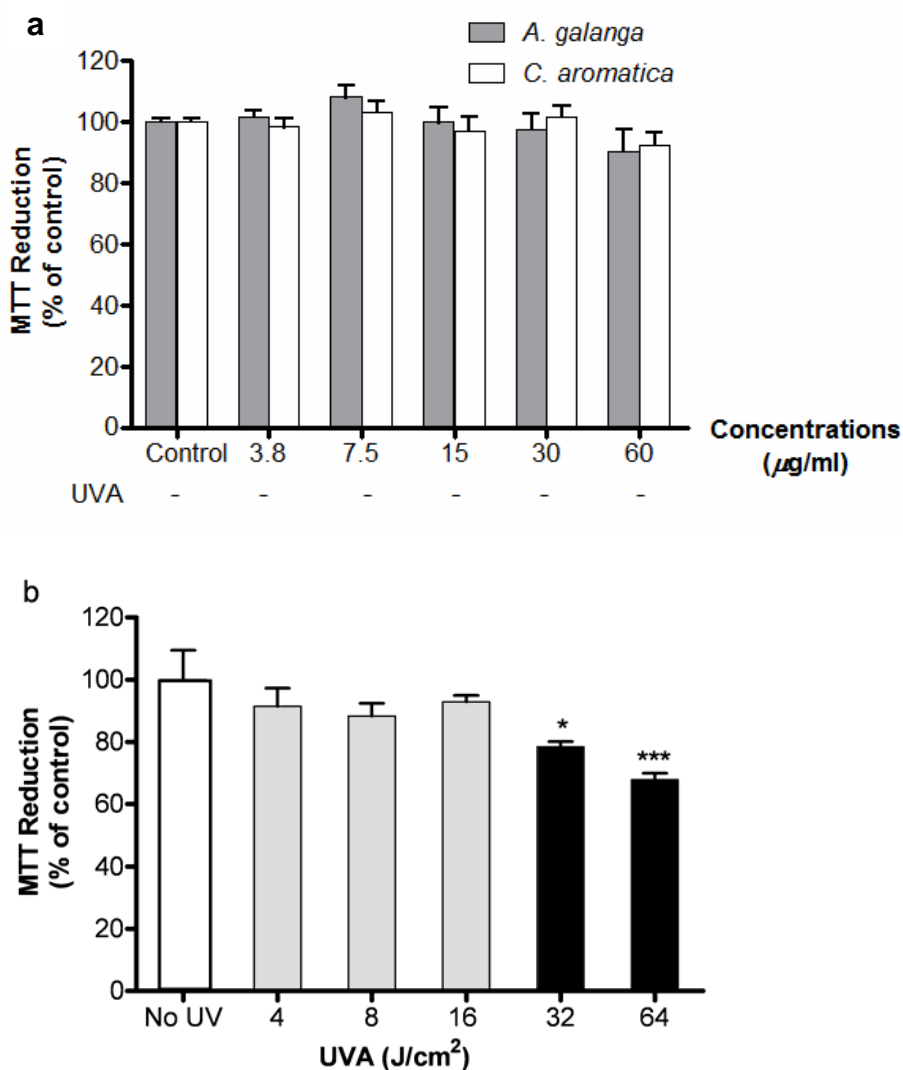 a
A. galanga
C. aromatica
MTT Reduction
(% of control)
120
100
80
60
40
20
0
Control 3.8 7.5 15 30 60
Concentrations
(µg/ml)
UVA - - - - - -
b
MTT Reduction
(% of control)
120
100
80
60
40
20
0
* ***
No UV 4 8 16 32 64
UVA (J/cm²)